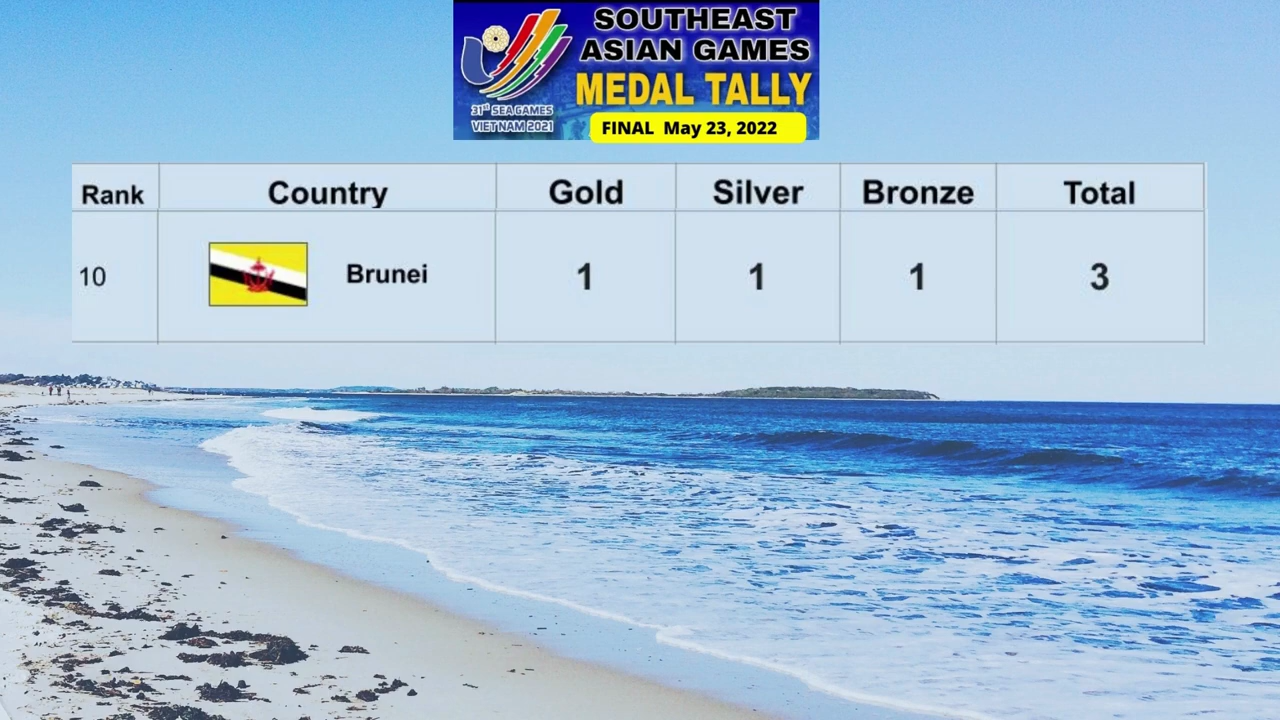 SOUTHEAST
ASIAN GAMES
MEDAL TALLY
31st SEA GAMES
VIETNAM 2021
FINAL May 23, 2022
Rank Country Gold Silver Bronze Total
10 Brunei 1 1 1 3